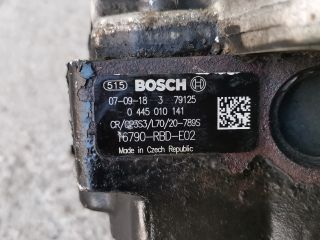 515 BOSCH
07-09-18 3 79125
0 445 010 141
CR/CP3S3/L70/20-789S
16790-RBD-E02
Made in Czech Republic